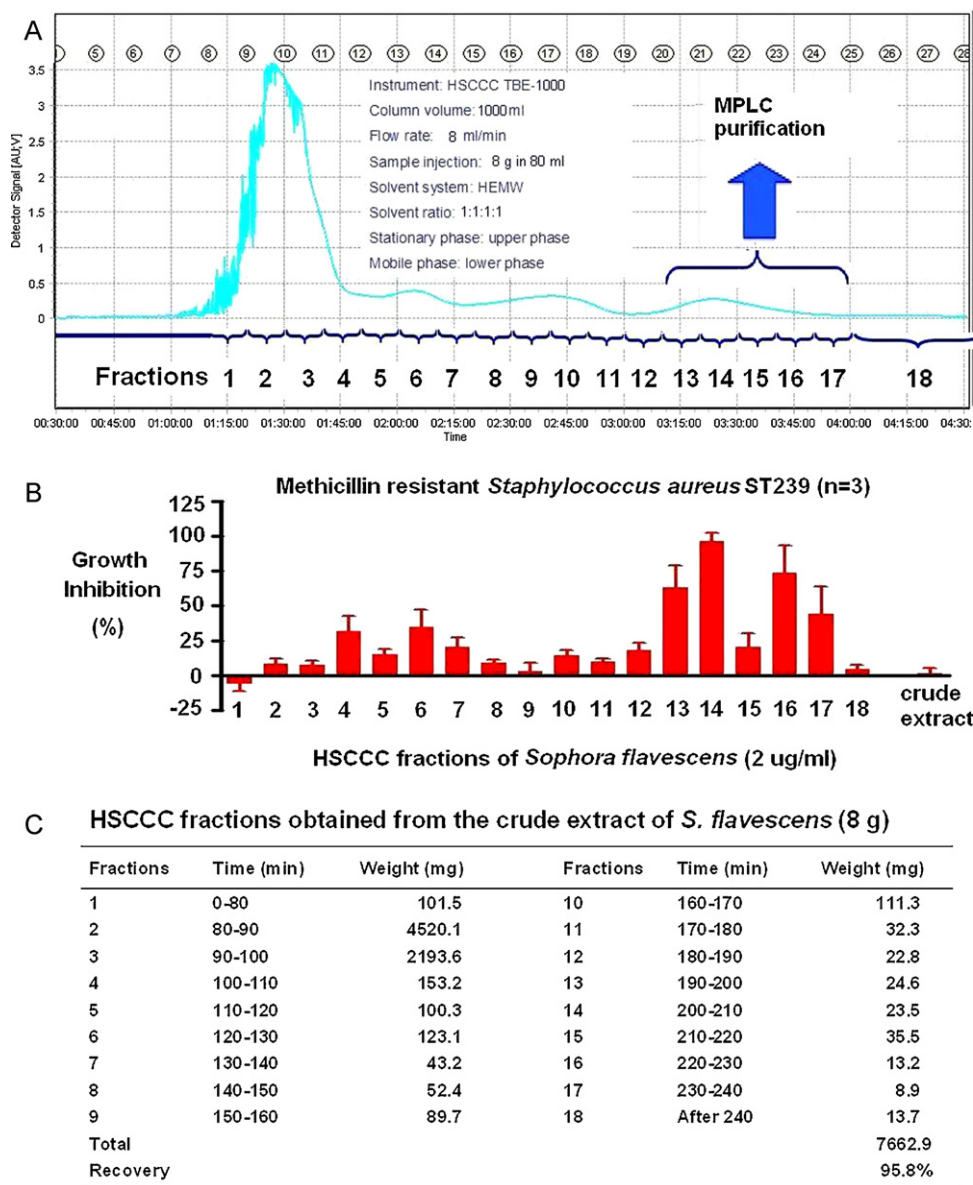 A
5 6 7 8 9 10 11 12 13 14 15 16 17 18 19 20 21 22 23 24 25 26 27 28
Detector Signal [AU;V]
3.5
3
2.5
2
1.5
1
0.5
0
Instrument: HSCCC TBE-1000
Column volume: 1000ml
Flow rate: 8 ml/min
Sample injection: 8 g in 80 ml
Solvent system: HEMW
Solvent ratio: 1:1:1:1
Stationary phase: upper phase
Mobile phase: lower phase
MPLC
purification
Fractions 1 2 3 4 5 6 7 8 9 10 11 12 13 14 15 16 17 18
00:30:00 00:45:00 01:00:00 01:15:00 01:30:00 01:45:00 02:00:00 02:15:00 02:30:00 02:45:00 03:00:00 03:15:00 03:30:00 03:45:00 04:00:00 04:15:00 04:30:
Time
B
Methicillin resistant Staphylococcus aureus ST239 (n=3)
Growth
Inhibition
(%)
125
100
75
50
25
0
-25
1 2 3 4 5 6 7 8 9 10 11 12 13 14 15 16 17 18
crude
extract
HSCCC fractions of Sophora flavescens (2 ug/ml)
C HSCCC fractions obtained from the crude extract of S. flavescens (8 g)
Fractions Time (min) Weight (mg) Fractions Time (min) Weight (mg)
1 0-80 101.5 10 160-170 111.3
2 80-90 4520.1 11 170-180 32.3
3 90-100 2193.6 12 180-190 22.8
4 100-110 153.2 13 190-200 24.6
5 110-120 100.3 14 200-210 23.5
6 120-130 123.1 15 210-220 35.5
7 130-140 43.2 16 220-230 13.2
8 140-150 52.4 17 230-240 8.9
9 150-160 89.7 18 After 240 13.7
Total 7662.9
Recovery 95.8%